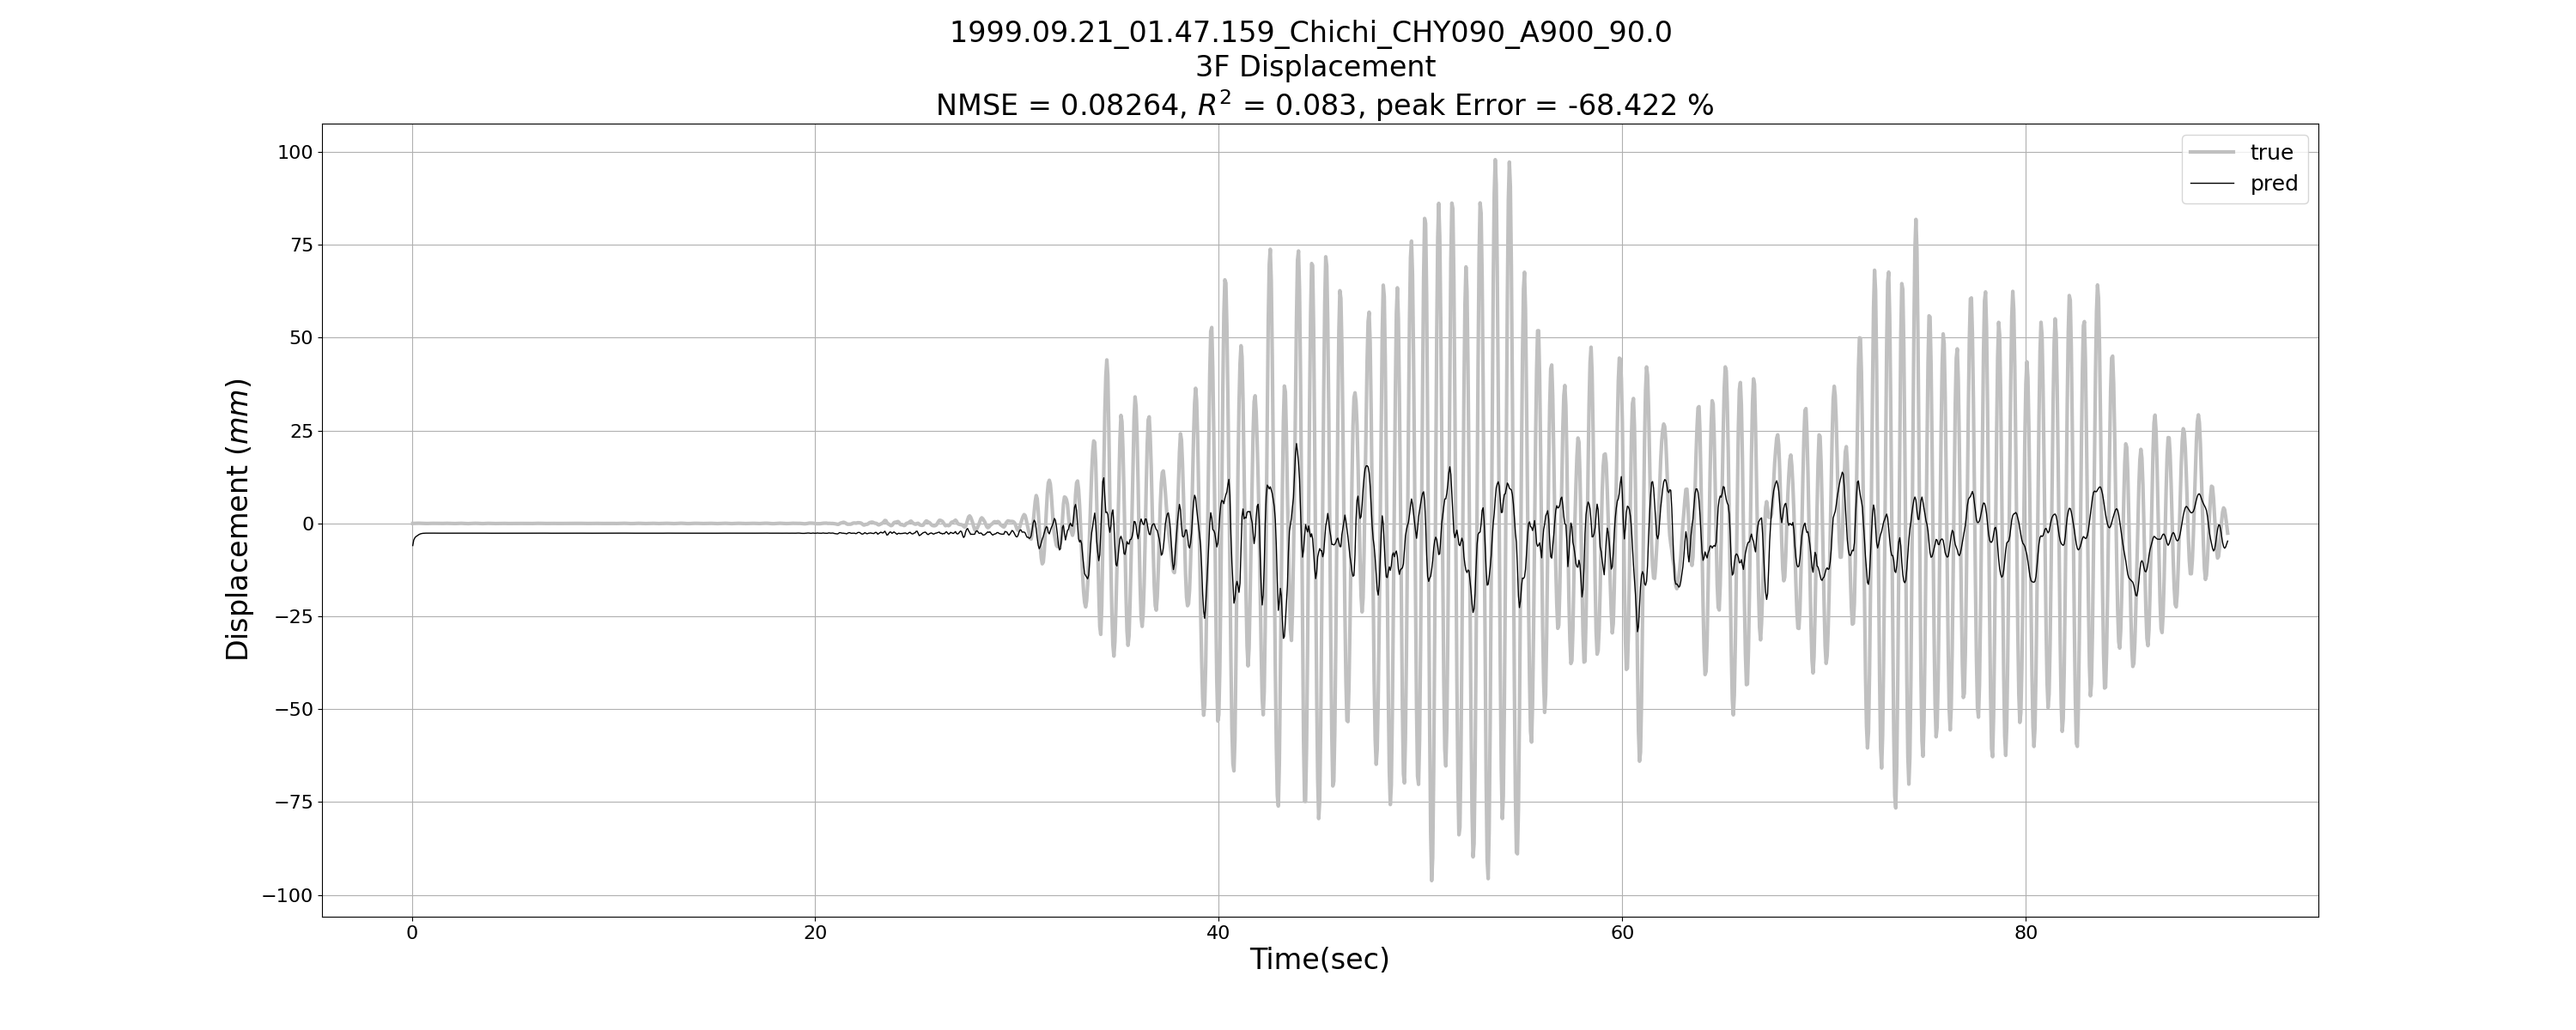 1999.09.21_01.47.159_Chichi_CHY090_A900_90.0
3F Displacement
NMSE = 0.08264, R² = 0.083, peak Error = -68.422 %
true
pred
100
75
50
25
0
−25
−50
−75
−100
Displacement (mm)
0 20 40 60 80
Time(sec)